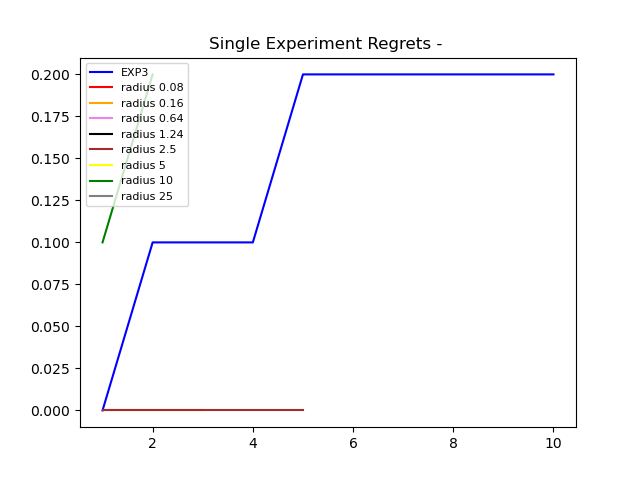 Single Experiment Regrets -
EXP3
radius 0.08
radius 0.16
radius 0.64
radius 1.24
radius 2.5
radius 5
radius 10
radius 25
0.200
0.175
0.150
0.125
0.100
0.075
0.050
0.025
0.000
2
4
6
8
10